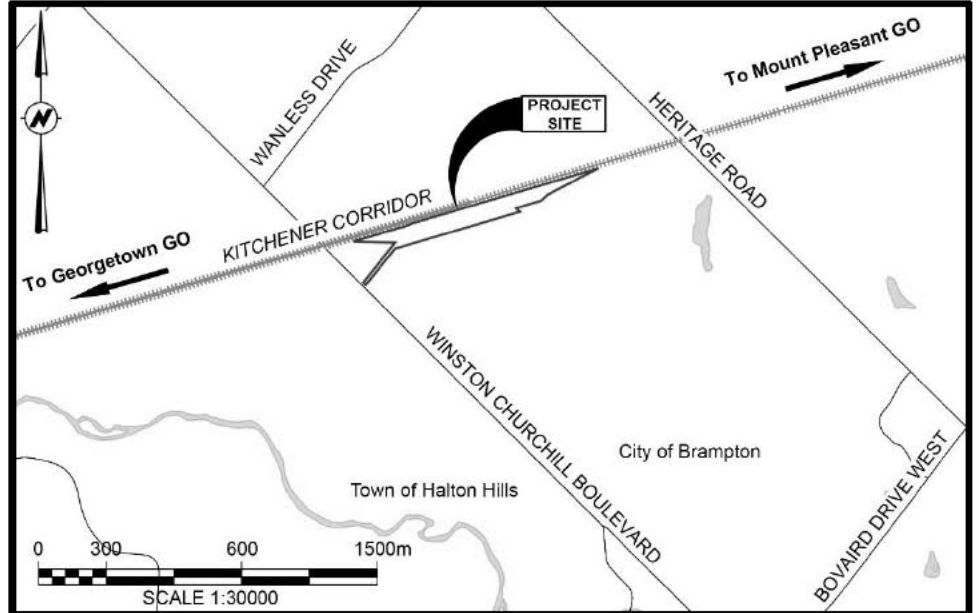 To Mount Pleasant GO
WANLESS DRIVE
PROJECT
SITE
HERITAGE ROAD
N
KITCHENER CORRIDOR
To Georgetown GO
WINSTON CHURCHILL BOULEVARD
City of Brampton
Town of Halton Hills
BOVAIRD DRIVE WEST
0 300 600 1500m
SCALE 1:30000